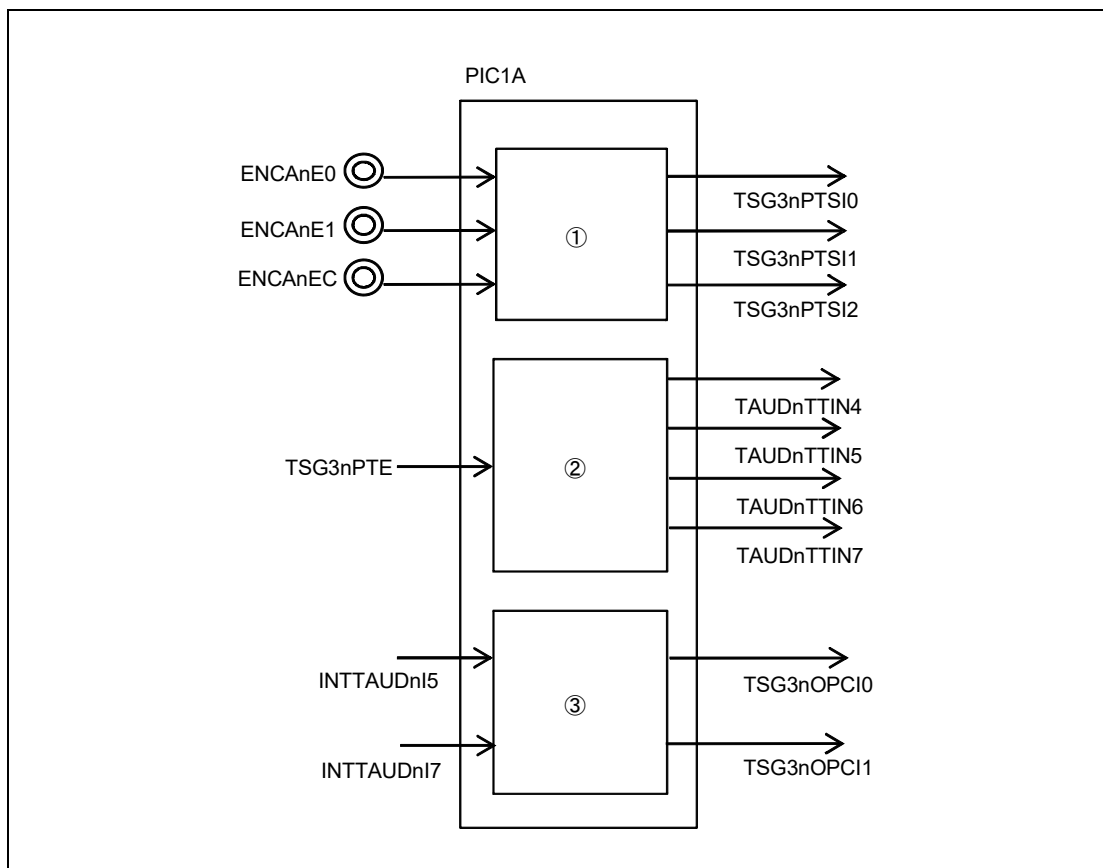 PIC1A
ENCAnE0
ENCAnE1
ENCAnEC
①
TSG3nPTSI0
TSG3nPTSI1
TSG3nPTSI2
TSG3nPTE
②
TAUDnTTIN4
TAUDnTTIN5
TAUDnTTIN6
TAUDnTTIN7
INTTAUDnI5
INTTAUDnI7
③
TSG3nOPCI0
TSG3nOPCI1